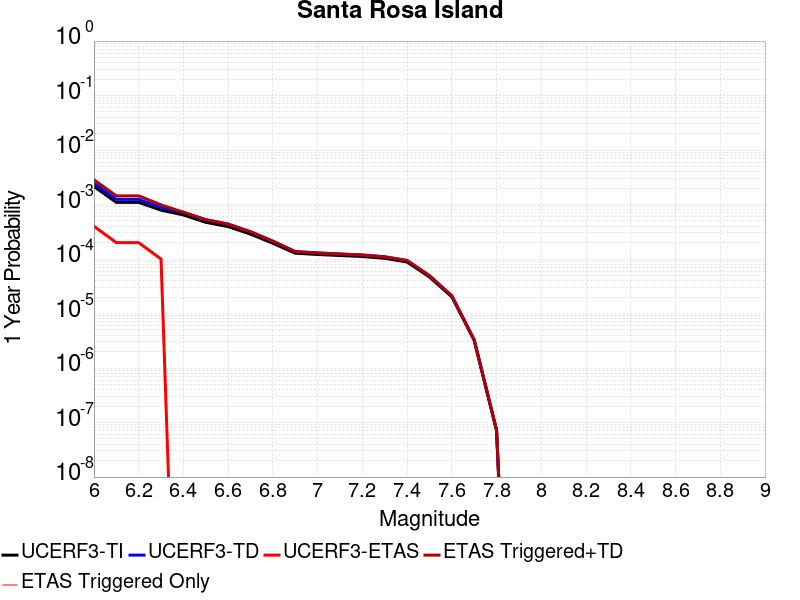 Santa Rosa Island
10^0
10^-1
10^-2
10^-3
10^-4
10^-5
10^-6
10^-7
10^-8
1 Year Probability
6 6.2 6.4 6.6 6.8 7 7.2 7.4 7.6 7.8 8 8.2 8.4 8.6 8.8 9
Magnitude
UCERF3-TI UCERF3-TD UCERF3-ETAS ETAS Triggered+TD
ETAS Triggered Only